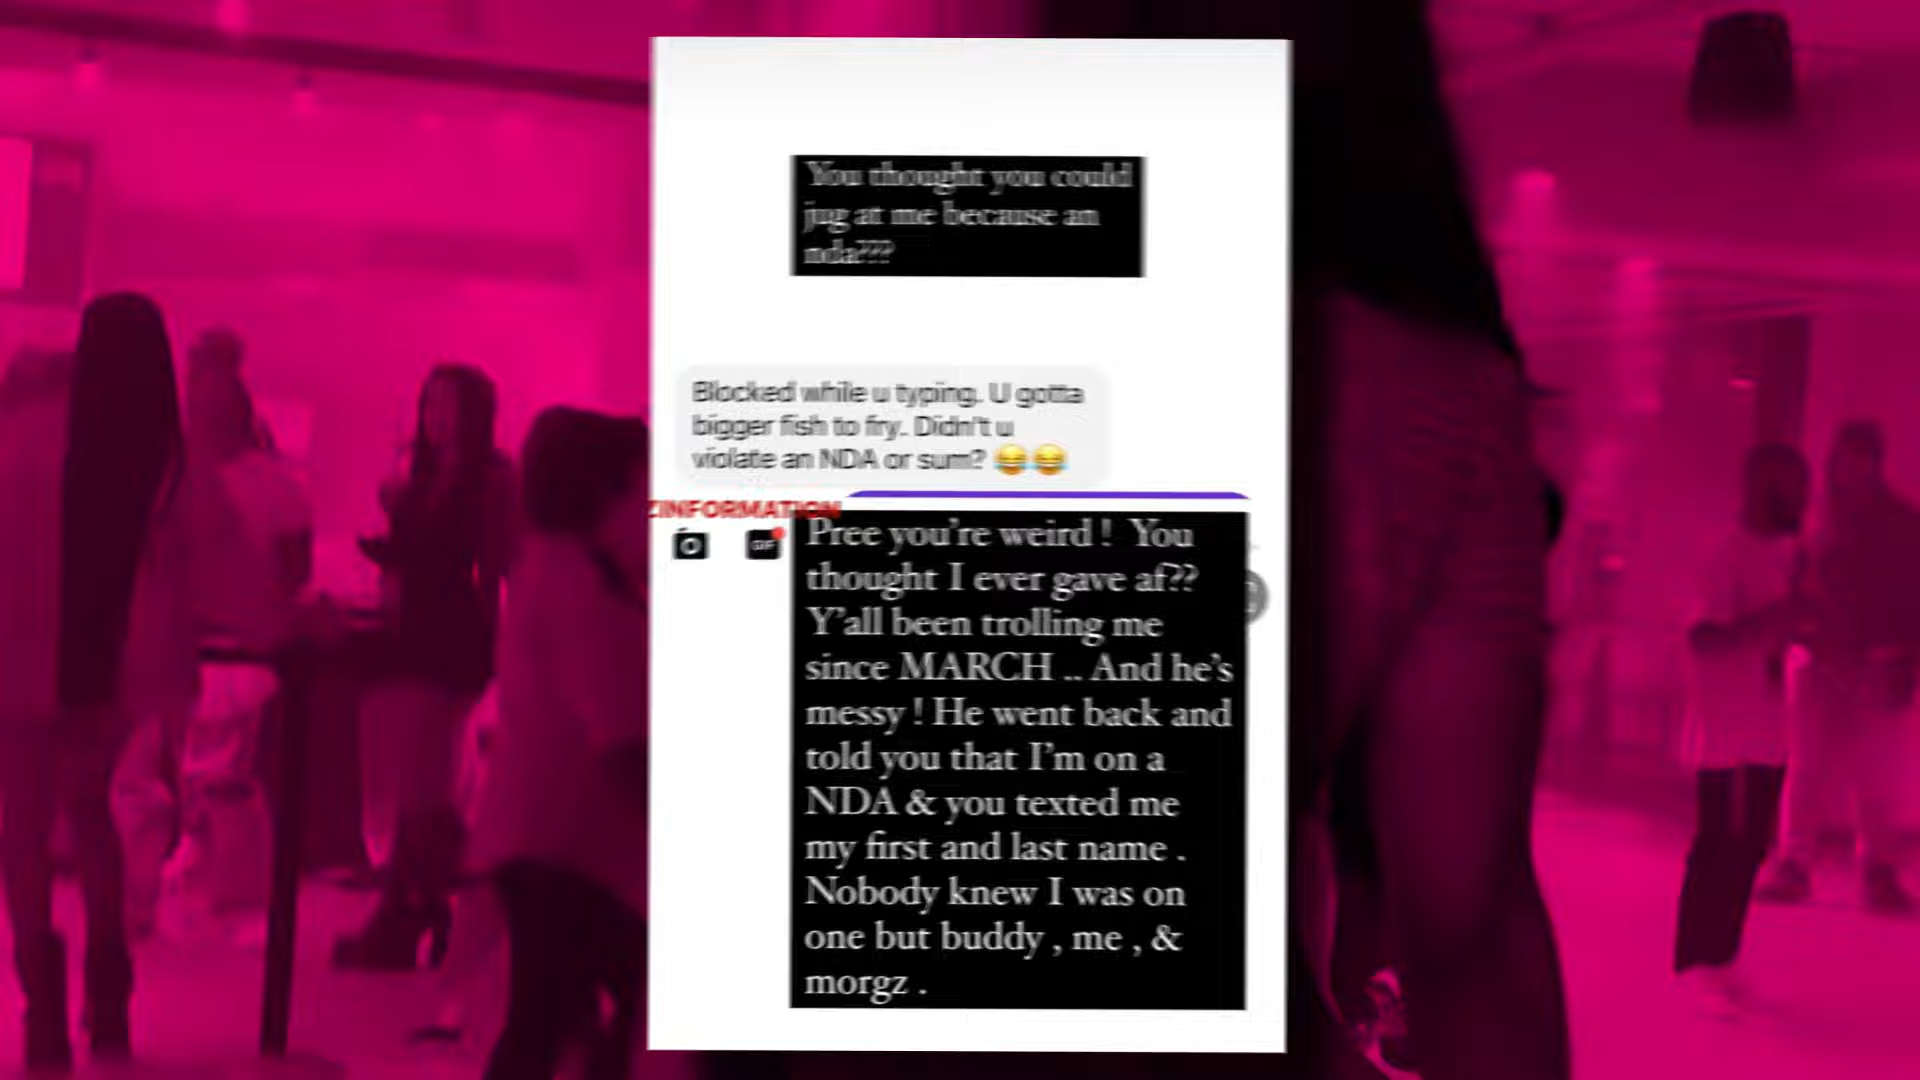 You thought you could
jug at me because an
nda???
Blocked while u typing. U gotta
bigger fish to fry. Didn't u
violate an NDA or sum? 😂😂
ZINFORMATION
GIF
Pree you're weird ! You
thought I ever gave af??
Y'all been trolling me
since MARCH .. And he's
messy ! He went back and
told you that I'm on a
NDA & you texted me
my first and last name .
Nobody knew I was on
one but buddy , me , &
morgz .